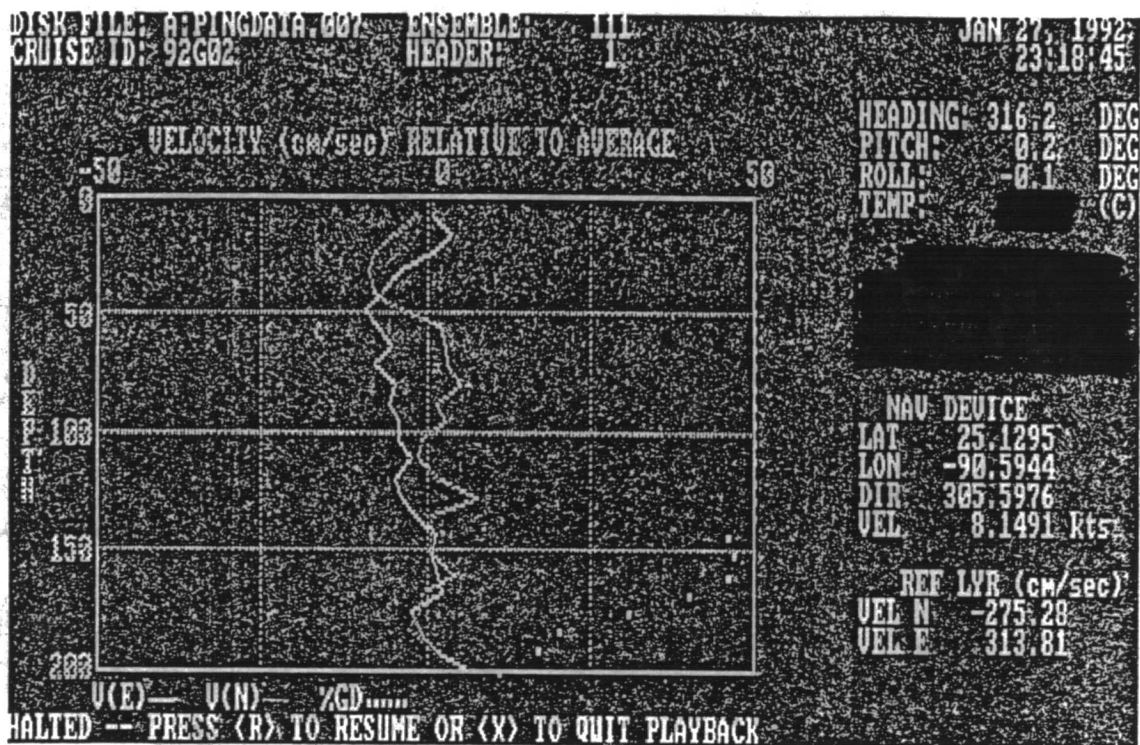 DISK FILE: A:PINGDATA.007 ENSEMBLE: 111 JAN 27, 1992
CRUISE ID: 92G02 HEADER: 1 23:18:45
HEADING: 316.2 DEG
PITCH: 0.2 DEG
ROLL: -0.1 DEG
TEMP: (C)
VELOCITY (cm/sec) RELATIVE TO AVERAGE
-50 0 50
0
50
100
150
200
DEPTH
NAV DEVICE
LAT 25.1295
LON -90.5944
DIR 305.5976
VEL 8.1491 kts
REF LYR (cm/sec)
VEL N -275.28
VEL E 313.81
V(E)— V(N)— %GD.....
HALTED -- PRESS <R> TO RESUME OR <X> TO QUIT PLAYBACK